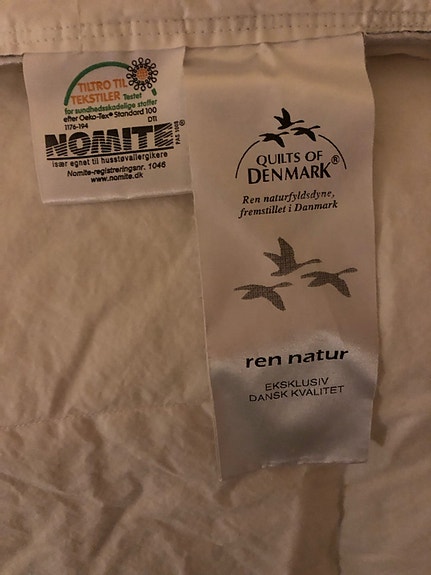 TILTRO TIL
TEKSTILER
Testet
for sundhedsskadelige stoffer
efter Oeko-Tex® Standard 100
1176-194 DTI
NOMITE®
PAS 1008
især egnet til husstøvallergikere
Nomite-registreringsnr. 1046
www.nomite.dk
QUILTS OF
DENMARK®
Ren naturfyldsdyne,
fremstillet i Danmark
ren natur
EKSKLUSIV
DANSK KVALITET